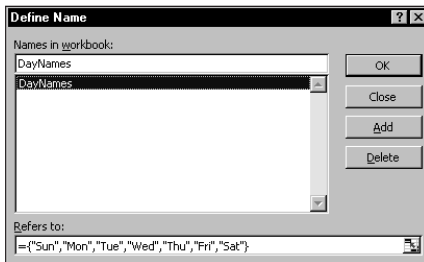 Define Name
Names in workbook:
DayNames
DayNames
OK
Close
Add
Delete
Refers to:
={"Sun","Mon","Tue","Wed","Thu","Fri","Sat"}